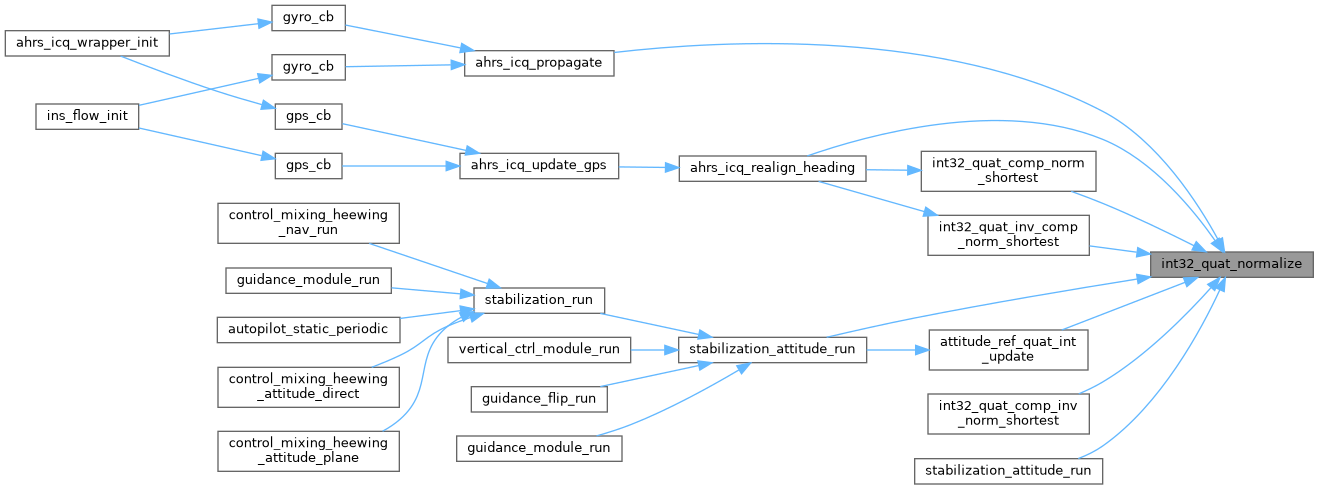 gyro_cb
ahrs_icq_wrapper_init
ahrs_icq_propagate
gyro_cb
ins_flow_init
gps_cb
ahrs_icq_update_gps
gps_cb
ahrs_icq_realign_heading
int32_quat_comp_norm
_shortest
int32_quat_inv_comp
_norm_shortest
int32_quat_normalize
control_mixing_heewing
_nav_run
guidance_module_run
stabilization_run
autopilot_static_periodic
control_mixing_heewing
_attitude_direct
control_mixing_heewing
_attitude_plane
vertical_ctrl_module_run
stabilization_attitude_run
guidance_flip_run
guidance_module_run
attitude_ref_quat_int
_update
int32_quat_comp_inv
_norm_shortest
stabilization_attitude_run